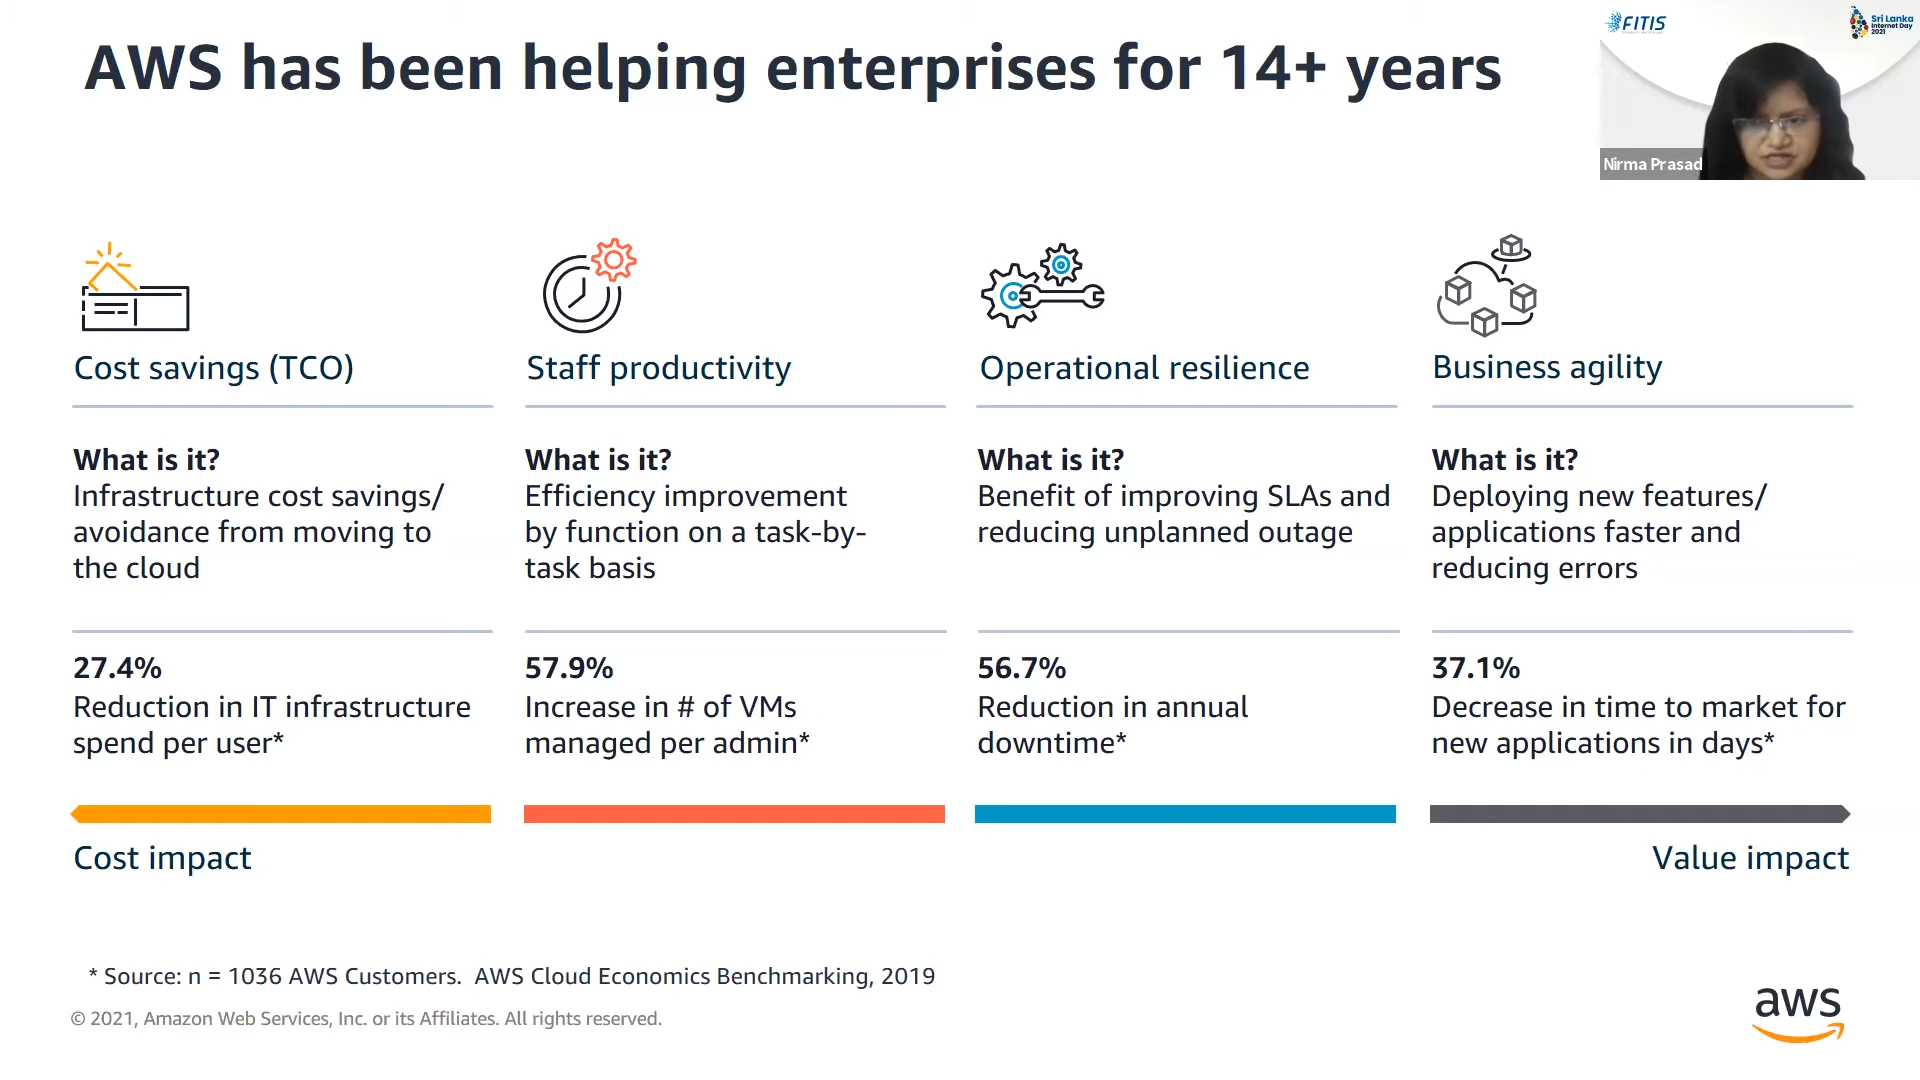 AWS has been helping enterprises for 14+ years
FITIS
Sri Lanka
Internet Day
2021
Nirma Prasad
Cost savings (TCO)
What is it?
Infrastructure cost savings/
avoidance from moving to
the cloud
27.4%
Reduction in IT infrastructure
spend per user*
Staff productivity
What is it?
Efficiency improvement
by function on a task-by-
task basis
57.9%
Increase in # of VMs
managed per admin*
Operational resilience
What is it?
Benefit of improving SLAs and
reducing unplanned outage
56.7%
Reduction in annual
downtime*
Business agility
What is it?
Deploying new features/
applications faster and
reducing errors
37.1%
Decrease in time to market for
new applications in days*
Cost impact
Value impact
* Source: n = 1036 AWS Customers.  AWS Cloud Economics Benchmarking, 2019
© 2021, Amazon Web Services, Inc. or its Affiliates. All rights reserved.
aws